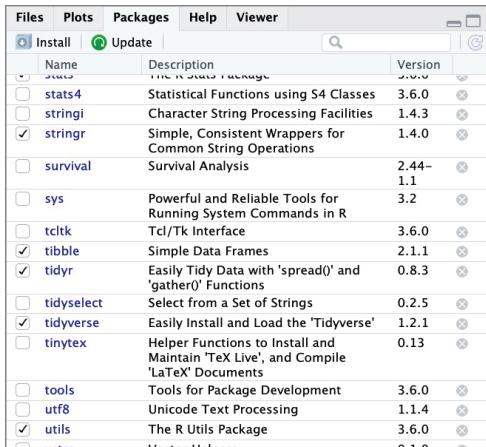 Files Plots Packages Help Viewer
Install Update
Name Description Version
stats The R Stats Package 3.6.0
stats4 Statistical Functions using S4 Classes 3.6.0
stringi Character String Processing Facilities 1.4.3
stringr Simple, Consistent Wrappers for 1.4.0
Common String Operations
survival Survival Analysis 2.44-
1.1
sys Powerful and Reliable Tools for 3.2
Running System Commands in R
tcltk Tcl/Tk Interface 3.6.0
tibble Simple Data Frames 2.1.1
tidyr Easily Tidy Data with 'spread()' and 0.8.3
'gather()' Functions
tidyselect Select from a Set of Strings 0.2.5
tidyverse Easily Install and Load the 'Tidyverse' 1.2.1
tinytex Helper Functions to Install and 0.13
Maintain 'TeX Live', and Compile
'LaTeX' Documents
tools Tools for Package Development 3.6.0
utf8 Unicode Text Processing 1.1.4
utils The R Utils Package 3.6.0